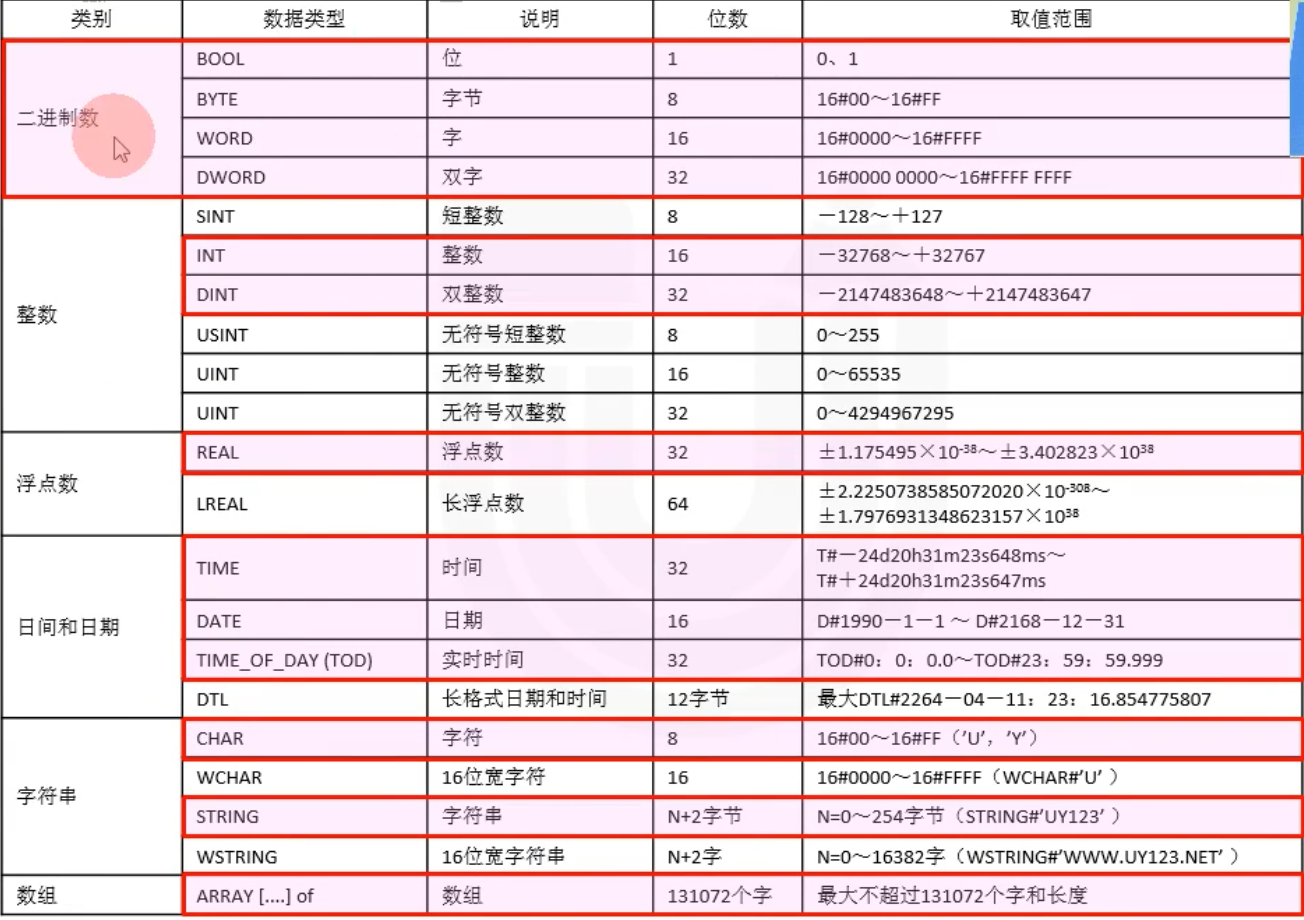 类别 数据类型 说明 位数 取值范围
二进制数 BOOL 位 1 0、1
BYTE 字节 8 16#00～16#FF
WORD 字 16 16#0000～16#FFFF
DWORD 双字 32 16#0000 0000～16#FFFF FFFF
整数 SINT 短整数 8 －128～＋127
INT 整数 16 －32768～＋32767
DINT 双整数 32 －2147483648～＋2147483647
USINT 无符号短整数 8 0～255
UINT 无符号整数 16 0～65535
UINT 无符号双整数 32 0～4294967295
浮点数 REAL 浮点数 32 ±1.175495×10⁻³⁸～±3.402823×10³⁸
LREAL 长浮点数 64 ±2.2250738585072020×10⁻³⁰⁸～
±1.7976931348623157×10³⁸
日间和日期 TIME 时间 32 T#－24d20h31m23s648ms～
T#＋24d20h31m23s647ms
DATE 日期 16 D#1990－1－1～D#2168－12－31
TIME_OF_DAY (TOD) 实时时间 32 TOD#0：0：0.0～TOD#23：59：59.999
DTL 长格式日期和时间 12字节 最大DTL#2264－04－11：23：16.854775807
字符串 CHAR 字符 8 16#00～16#FF（'U'，'Y'）
WCHAR 16位宽字符 16 16#0000～16#FFFF（WCHAR#'U' ）
STRING 字符串 N+2字节 N=0～254字节（STRING#'UY123' ）
WSTRING 16位宽字符串 N+2字 N=0～16382字（WSTRING#'WWW.UY123.NET' ）
数组 ARRAY [....] of 数组 131072个字 最大不超过131072个字和长度